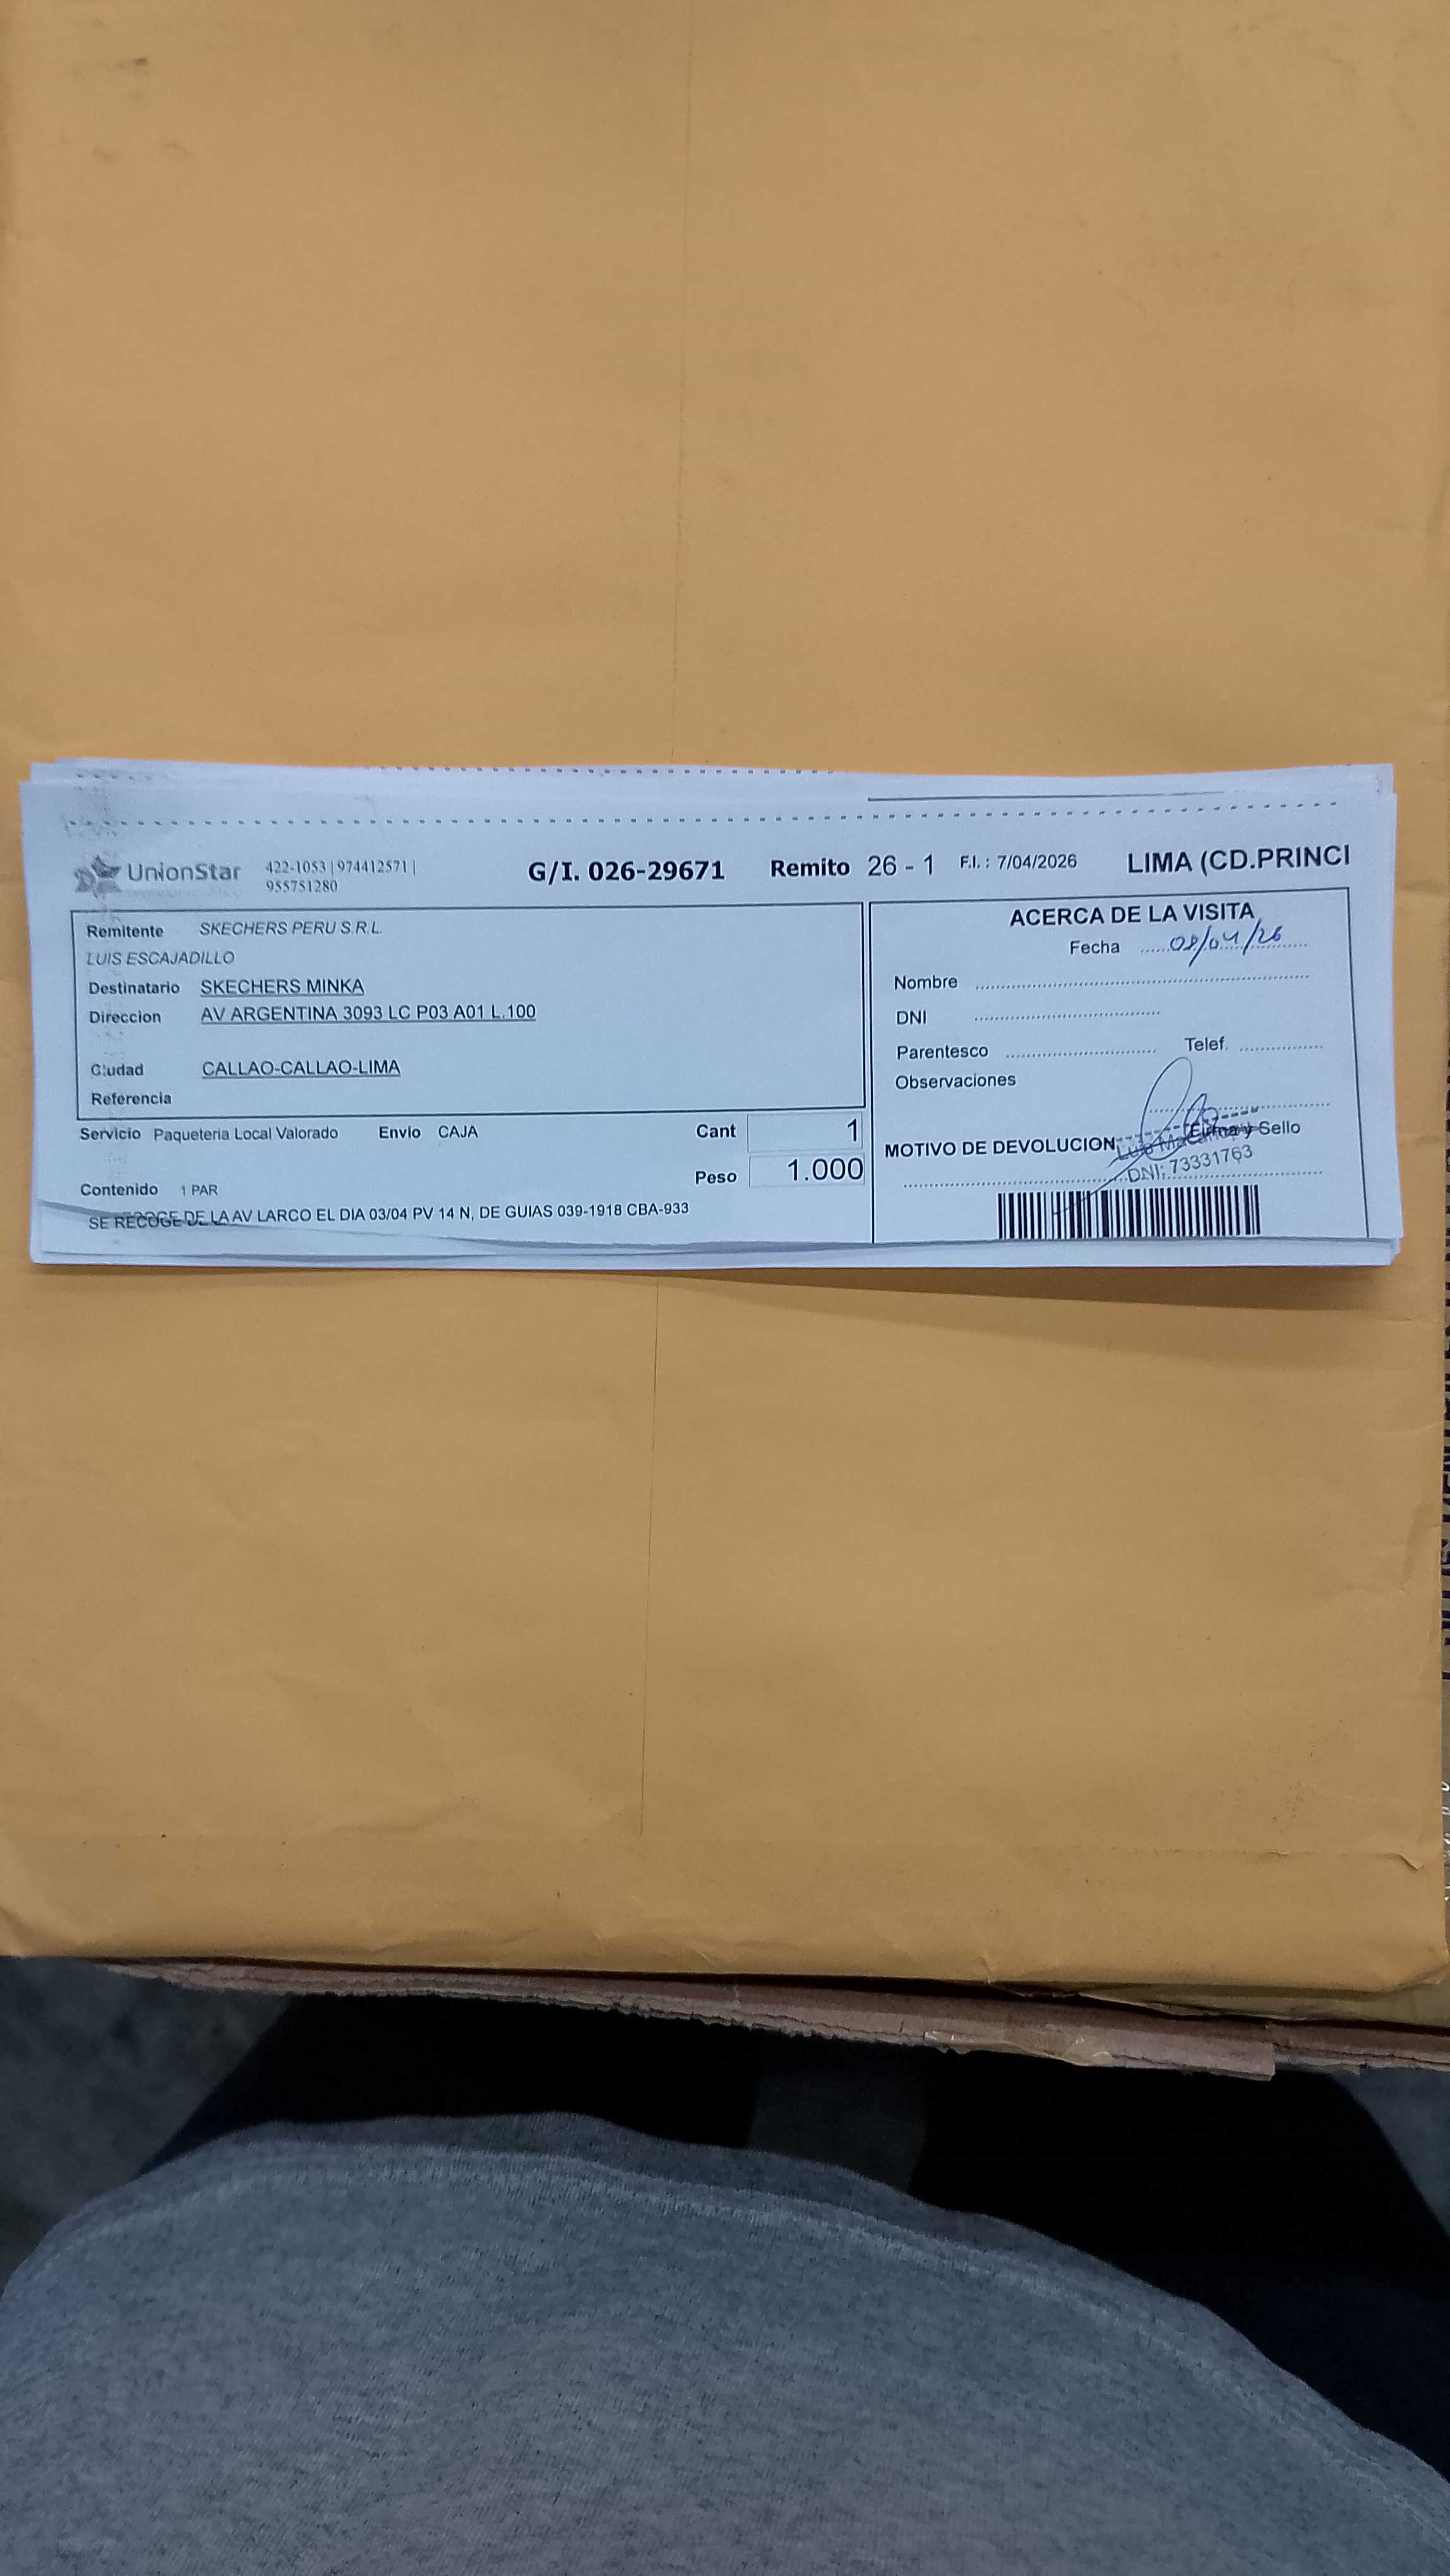 UnionStar
422-1053 | 974412571 |
955751280
G/I. 026-29671
Remito 26 - 1
F.I. : 7/04/2026
LIMA (CD.PRINCI
Remitente SKECHERS PERU S.R.L.
LUIS ESCAJADILLO
Destinatario SKECHERS MINKA
Direccion AV ARGENTINA 3093 LC P03 A01 L.100
Ciudad CALLAO-CALLAO-LIMA
Referencia
Servicio Paqueteria Local Valorado Envio CAJA
Cant 1
Peso 1.000
Contenido 1 PAR
SE RECOGE DE LA AV LARCO EL DIA 03/04 PV 14 N, DE GUIAS 039-1918 CBA-933
ACERCA DE LA VISITA
Fecha 08/04/26
Nombre
DNI
Parentesco Telef.
Observaciones
Firma y Sello
MOTIVO DE DEVOLUCION
Luis
DNI: 73331763